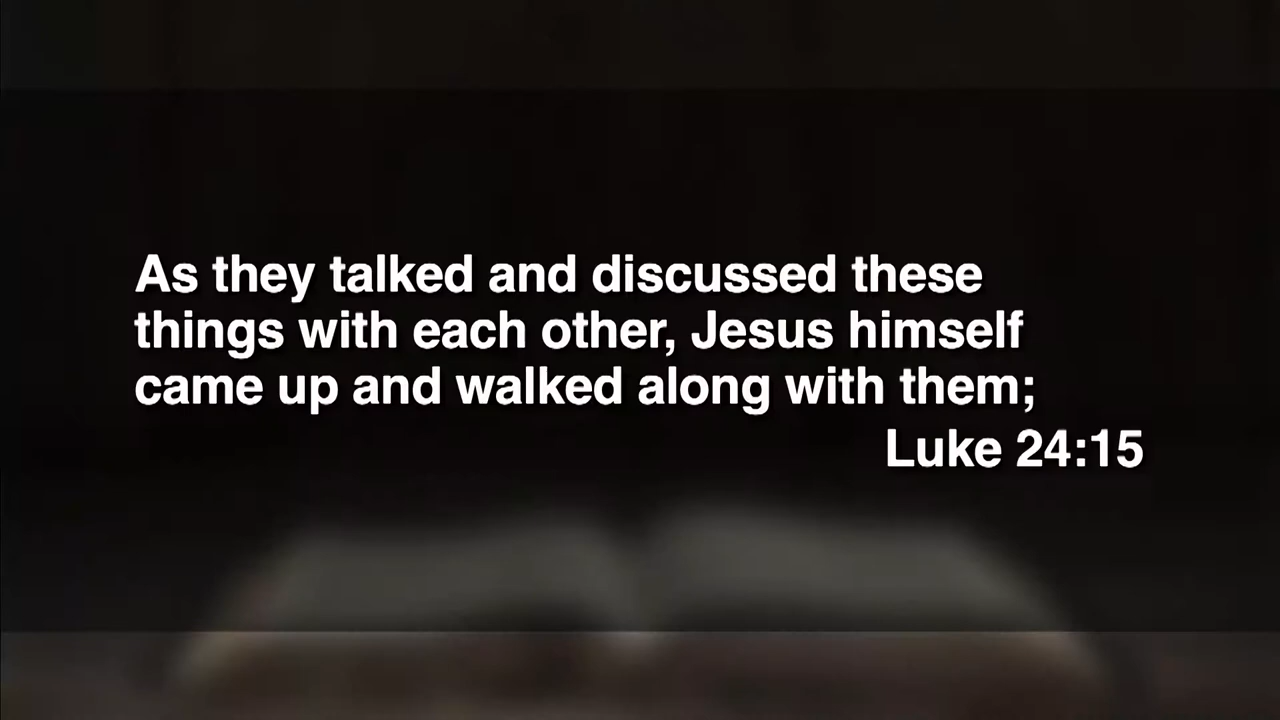 As they talked and discussed these
things with each other, Jesus himself
came up and walked along with them;
Luke 24:15